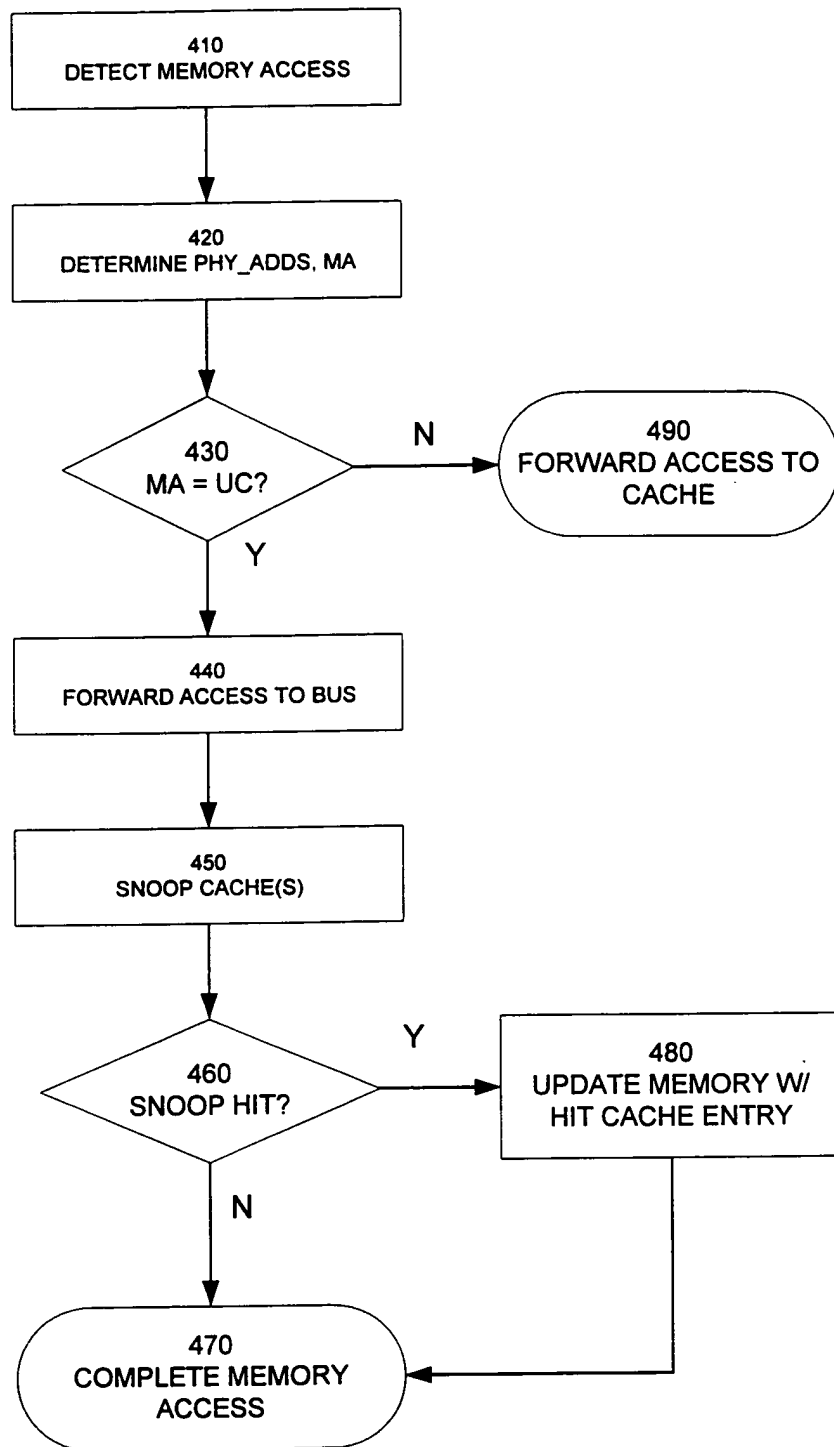 410
DETECT MEMORY ACCESS
420
DETERMINE PHY_ADDS, MA
430
MA = UC?
N
490
FORWARD ACCESS TO
CACHE
Y
440
FORWARD ACCESS TO BUS
450
SNOOP CACHE(S)
460
SNOOP HIT?
Y
480
UPDATE MEMORY W/
HIT CACHE ENTRY
N
470
COMPLETE MEMORY
ACCESS